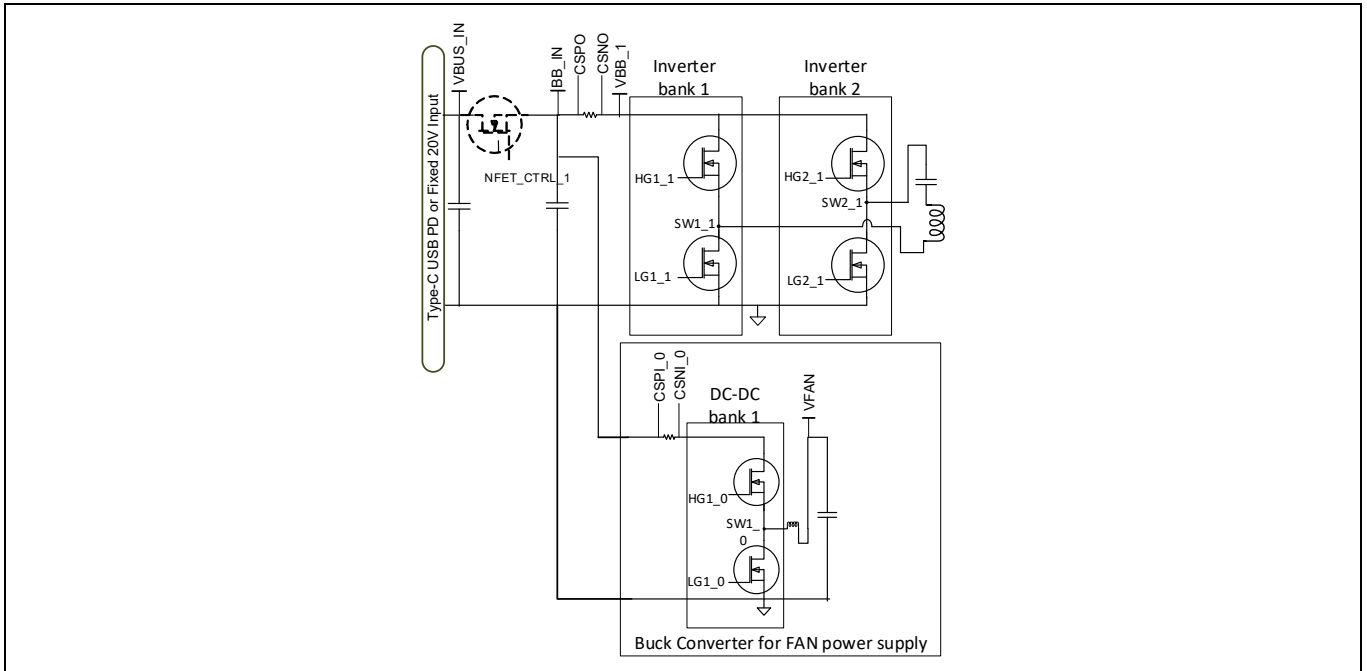 Type-C USB PD or Fixed 20V Input
VBUS_IN
BB_IN
CSPO
CSNO
VBB_1
NFET_CTRL_1
Inverter
bank 1
HG1_1
SW1_1
LG1_1
Inverter
bank 2
HG2_1
SW2_1
LG2_1
CSPI_0
CSNI_0
DC-DC
bank 1
VFAN
HG1_0
SW1_
0
LG1_0
Buck Converter for FAN power supply